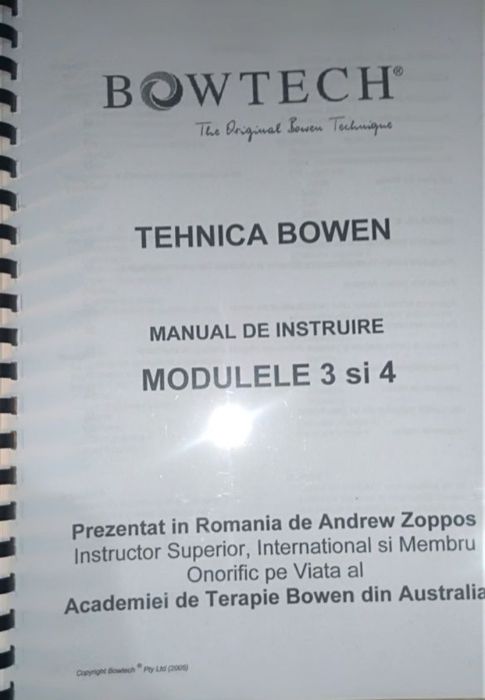 BOWTECH®
The Original Bowen Technique
TEHNICA BOWEN
MANUAL DE INSTRUIRE
MODULELE 3 si 4
Prezentat in Romania de Andrew Zoppos
Instructor Superior, International si Membru
Onorific pe Viata al
Academiei de Terapie Bowen din Australia
Copyright Bowtech ® Pty Ltd (2005)